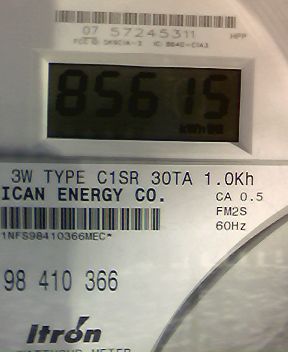 07 57245311 HPP
85615
kWh
3W TYPE C1SR 30TA 1.0Kh
ICAN ENERGY CO. CA 0.5
FM2S
1NFS98410366MEC* 60Hz
98 410 366
Itron